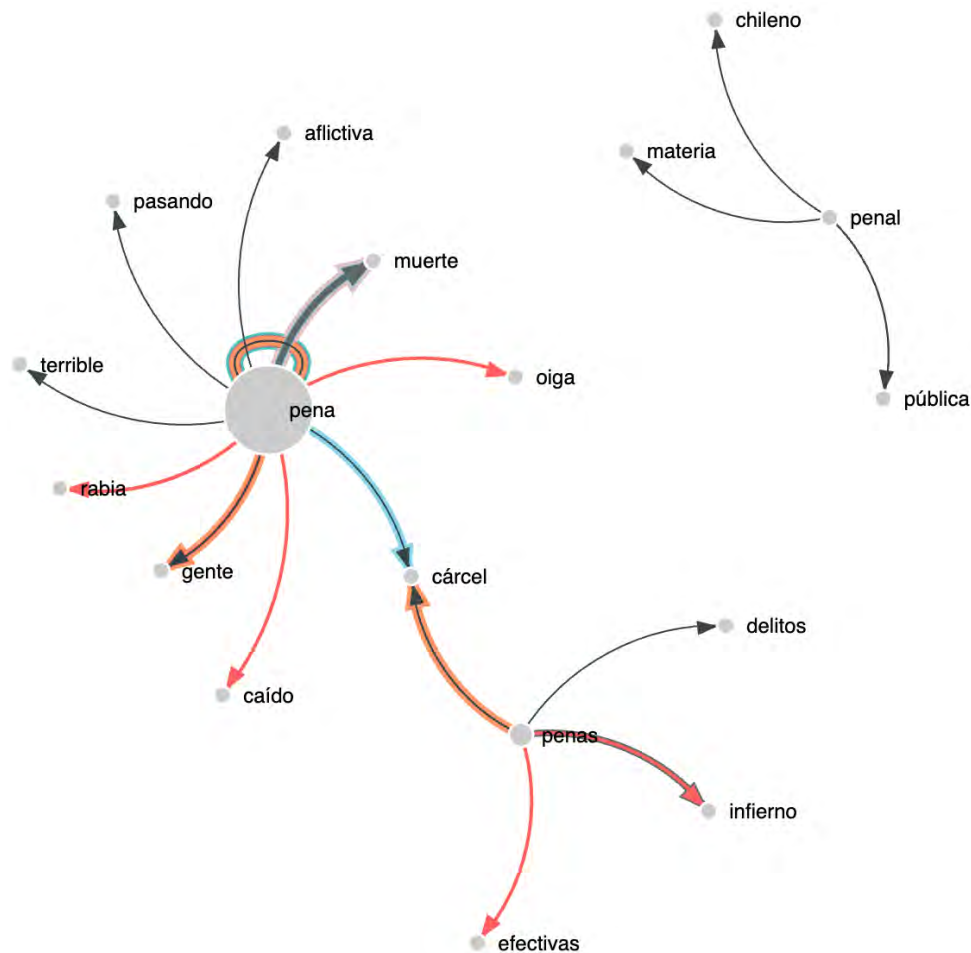 chileno
aflictiva
materia
pasando
penal
muerte
terrible
oiga
pública
pena
rabia
gente
cárcel
delitos
caído
penas
infierno
efectivas